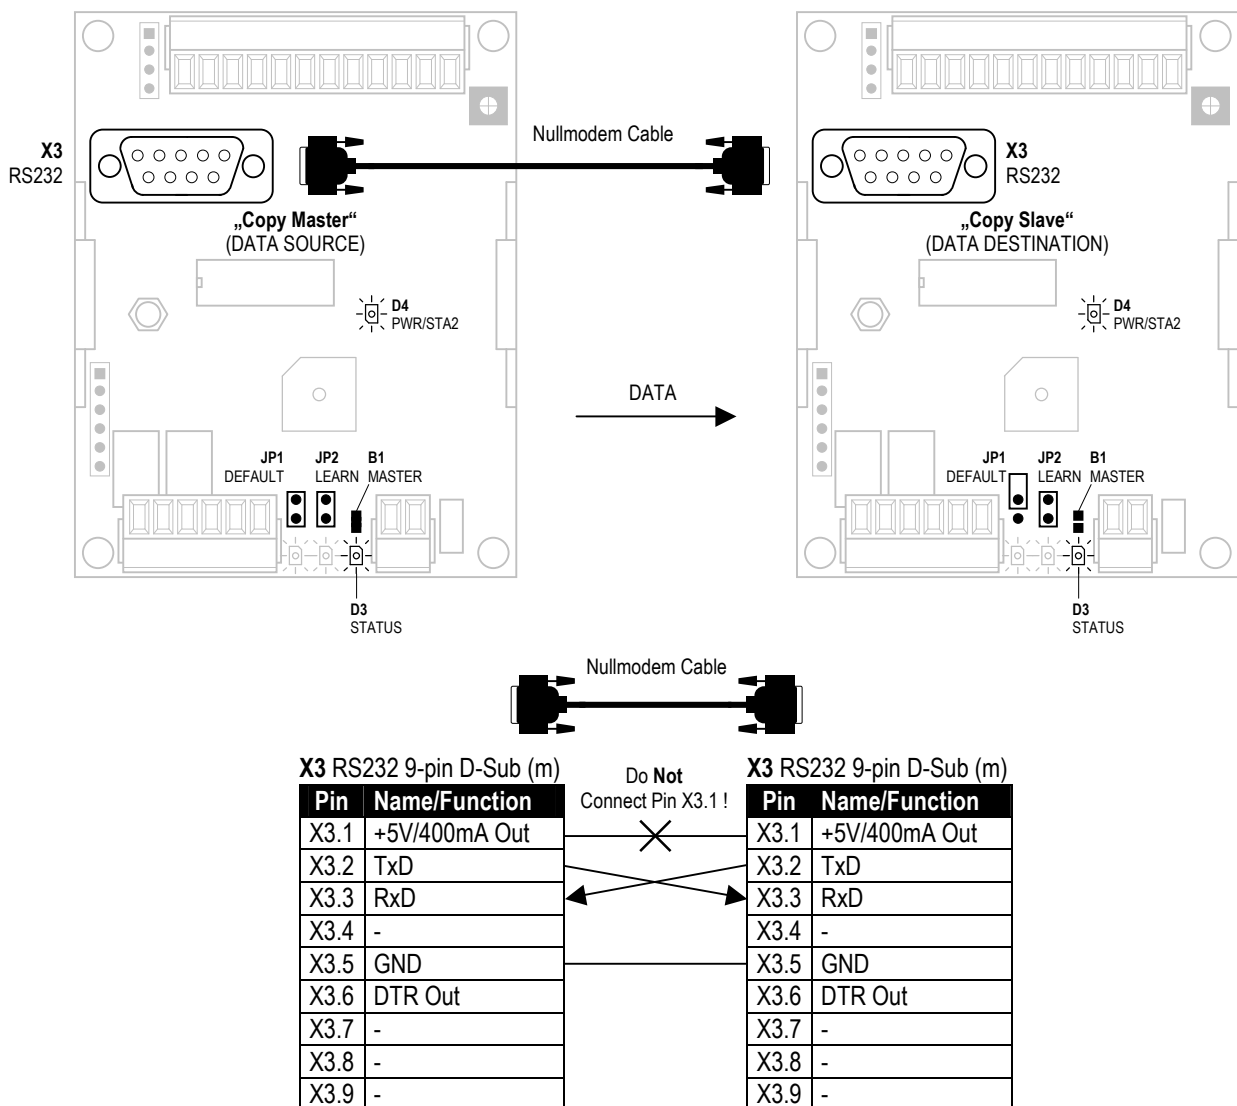 Nullmodem Cable
X3
RS232
„Copy Master“
(DATA SOURCE)
D4
PWR/STA2
JP1
DEFAULT
JP2
LEARN
B1
MASTER
D3
STATUS
DATA
X3
RS232
„Copy Slave“
(DATA DESTINATION)
D4
PWR/STA2
JP1
DEFAULT
JP2
LEARN
B1
MASTER
D3
STATUS
Nullmodem Cable
X3 RS232 9-pin D-Sub (m)
Pin Name/Function
X3.1 +5V/400mA Out
X3.2 TxD
X3.3 RxD
X3.4 -
X3.5 GND
X3.6 DTR Out
X3.7 -
X3.8 -
X3.9 -
Do Not
Connect Pin X3.1 !
X3 RS232 9-pin D-Sub (m)
Pin Name/Function
X3.1 +5V/400mA Out
X3.2 TxD
X3.3 RxD
X3.4 -
X3.5 GND
X3.6 DTR Out
X3.7 -
X3.8 -
X3.9 -